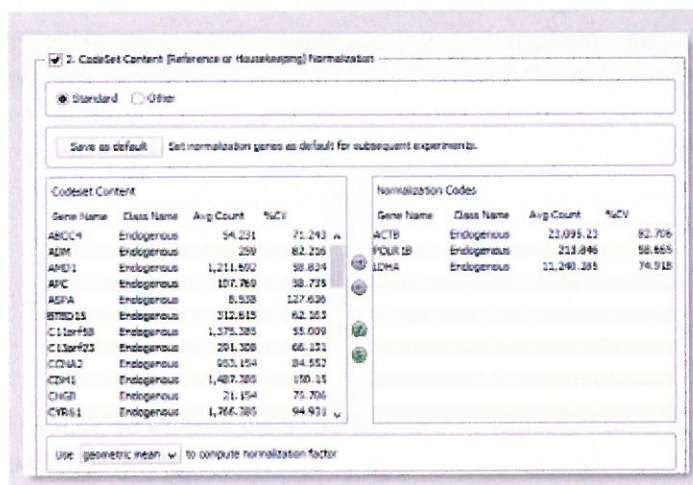 2. CodeSet Content (Reference or Housekeeping) Normalization
Standard Other
Save as default Set normalization genes as default for subsequent experiments.
Codeset Content
Gene Name Class Name Avg Count %CV
ABCC4 Endogenous 54.231 71.243
ADM Endogenous 259 82.216
AMD1 Endogenous 1,211.692 58.834
APC Endogenous 107.769 58.735
ASPA Endogenous 8.538 127.636
BTBD15 Endogenous 312.615 62.163
C11orf58 Endogenous 1,375.385 55.009
C13orf23 Endogenous 291.308 66.131
CCNA2 Endogenous 953.154 84.552
CDH1 Endogenous 1,487.385 100.15
CHGB Endogenous 21.154 75.706
CYR61 Endogenous 1,766.385 94.931
Normalization Codes
Gene Name Class Name Avg Count %CV
ACTB Endogenous 23,095.23 82.706
POLR1B Endogenous 213.846 58.665
LDHA Endogenous 11,240.385 74.918
Use geometric mean to compute normalization factor